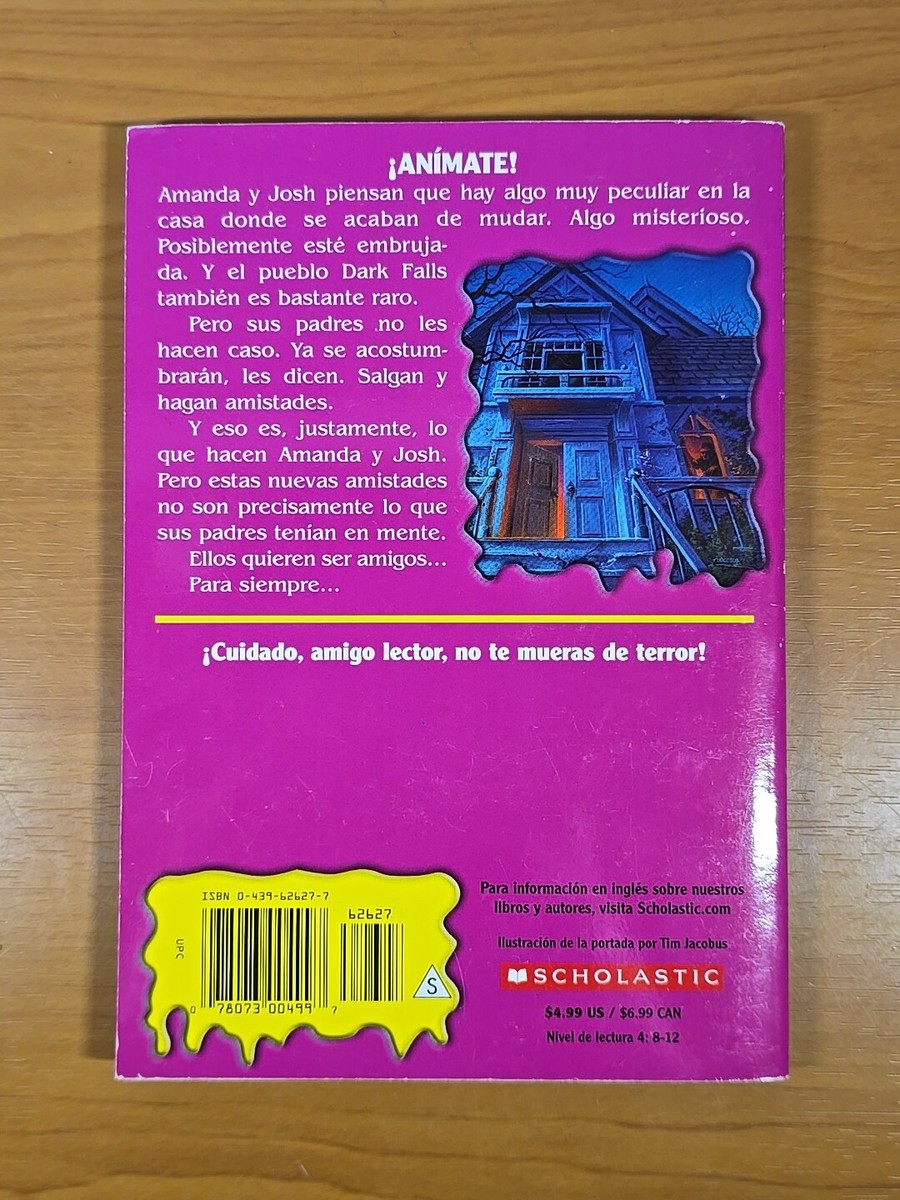 ¡ANÍMATE!
Amanda y Josh piensan que hay algo muy peculiar en la
casa donde se acaban de mudar. Algo misterioso.
Posiblemente esté embruja-
da. Y el pueblo Dark Falls
también es bastante raro.
Pero sus padres no les
hacen caso. Ya se acostum-
brarán, les dicen. Salgan y
hagan amistades.
Y eso es, justamente, lo
que hacen Amanda y Josh.
Pero estas nuevas amistades
no son precisamente lo que
sus padres tenían en mente.
Ellos quieren ser amigos...
Para siempre...
¡Cuidado, amigo lector, no te mueras de terror!
ISBN 0-439-62627-7
62627
UPC
S
0 78073 00499 7
Para información en inglés sobre nuestros
libros y autores, visita Scholastic.com
Ilustración de la portada por Tim Jacobus
SCHOLASTIC
$4.99 US / $6.99 CAN
Nivel de lectura 4: 8-12